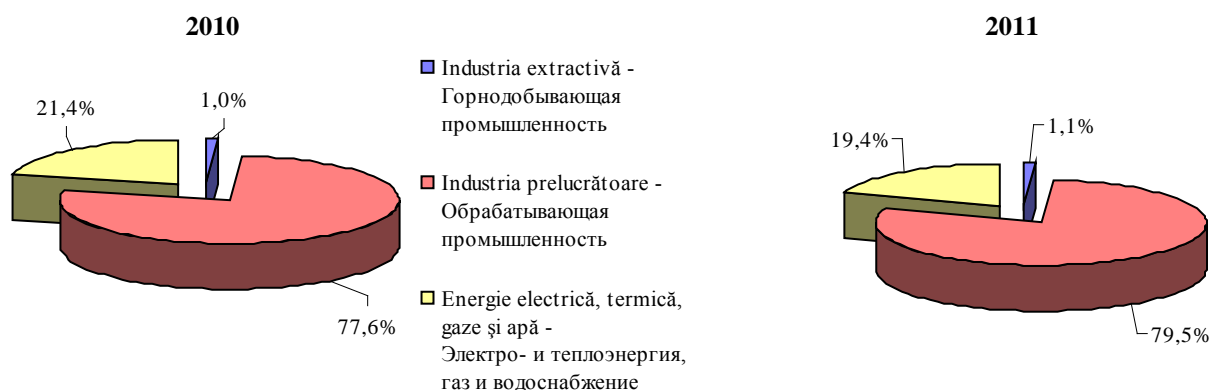 2010
21,4%
1,0%
77,6%
Industria extractivă -
Горнодобывающая
промышленность
Industria prelucrătoare -
Обрабатывающая
промышленность
Energie electrică, termică,
gaze şi apă -
Электро- и теплоэнергия,
газ и водоснабжение
2011
19,4%
1,1%
79,5%